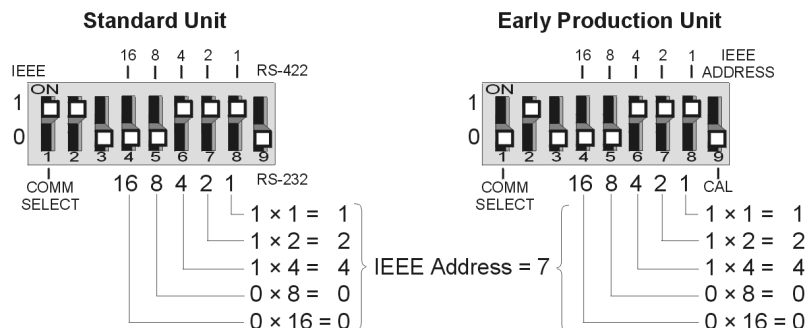 Standard Unit
16 8 4 2 1
IEEE
RS-422
ON
1
0
1 2 3 4 5 6 7 8 9
COMM
SELECT
16 8 4 2 1
RS-232
1 × 1 = 1
1 × 2 = 2
1 × 4 = 4
0 × 8 = 0
0 × 16 = 0
IEEE Address = 7
Early Production Unit
16 8 4 2 1
IEEE
ADDRESS
ON
1
0
1 2 3 4 5 6 7 8 9
COMM
SELECT
16 8 4 2 1
CAL
1 × 1 = 1
1 × 2 = 2
1 × 4 = 4
0 × 8 = 0
0 × 16 = 0